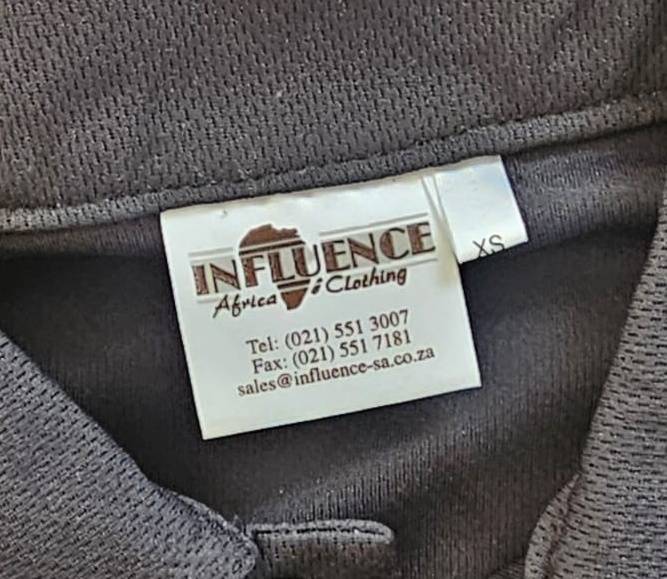 INFLUENCE
Africa Clothing
Tel: (021) 551 3007
Fax: (021) 551 7181
sales@influence-sa.co.za
XS